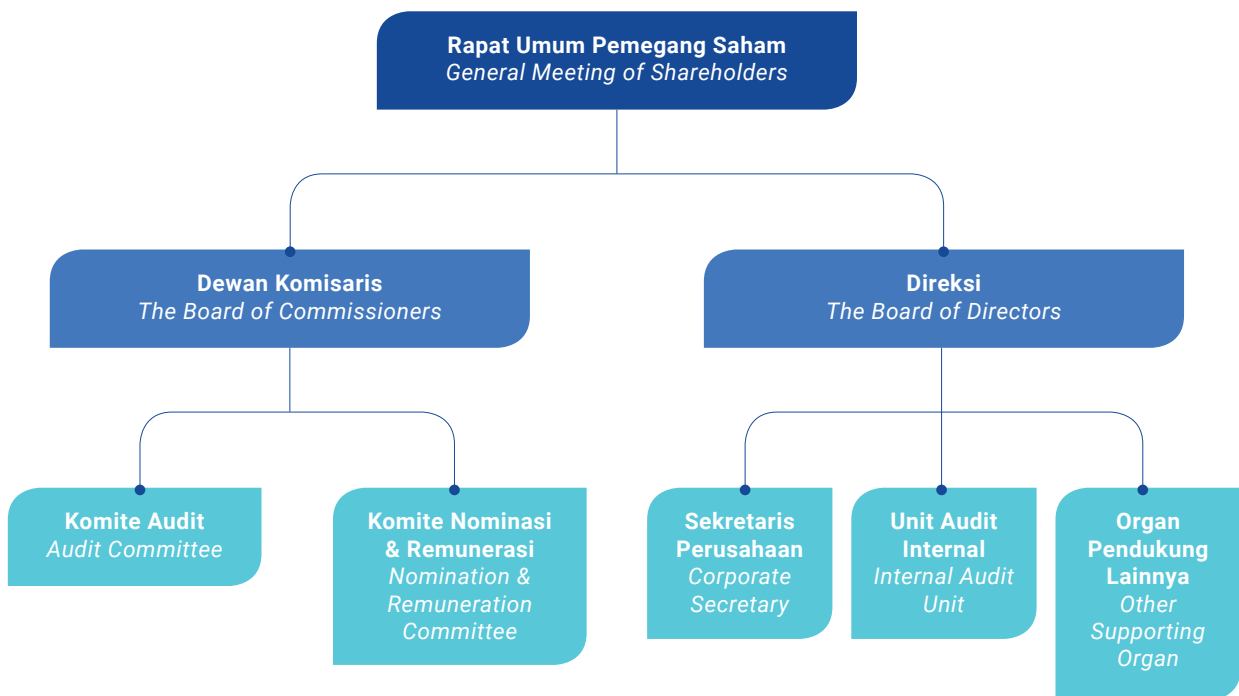 Rapat Umum Pemegang Saham
General Meeting of Shareholders
Dewan Komisaris
The Board of Commissioners
Direksi
The Board of Directors
Komite Audit
Audit Committee
Komite Nominasi
& Remunerasi
Nomination &
Remuneration
Committee
Sekretaris
Perusahaan
Corporate
Secretary
Unit Audit
Internal
Internal Audit
Unit
Organ
Pendukung
Lainnya
Other
Supporting
Organ